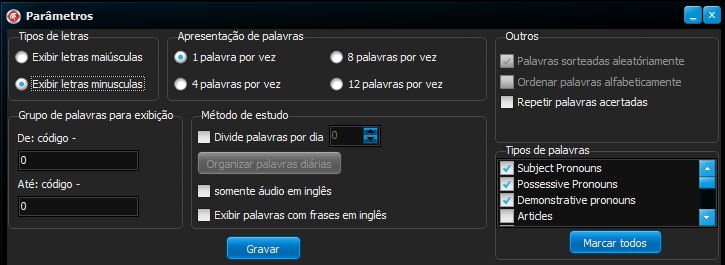 Parâmetros
Tipos de letras
Exibir letras maiúsculas
Exibir letras minusculas
Apresentação de palavras
1 palavra por vez
8 palavras por vez
4 palavras por vez
12 palavras por vez
Outros
Palavras sorteadas aleatóriamente
Ordenar palavras alfabeticamente
Repetir palavras acertadas
Grupo de palavras para exibição
De: código -
0
Até: código -
0
Método de estudo
Divide palavras por dia
0
Organizar palavras diárias
somente áudio em inglês
Exibir palavras com frases em inglês
Tipos de palavras
Subject Pronouns
Possessive Pronouns
Demonstrative pronouns
Articles
Gravar
Marcar todos